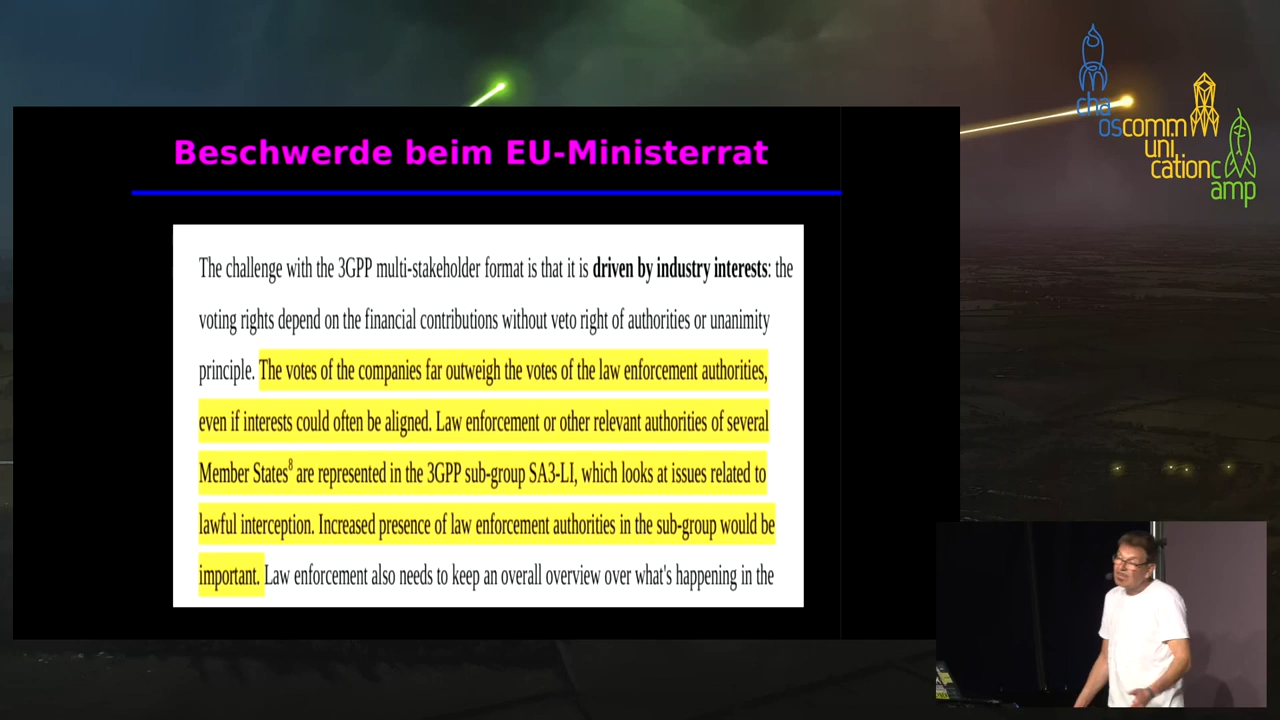 Beschwerde beim EU-Ministerrat
The challenge with the 3GPP multi-stakeholder format is that it is driven by industry interests: the
voting rights depend on the financial contributions without veto right of authorities or unanimity
principle. The votes of the companies far outweigh the votes of the law enforcement authorities,
even if interests could often be aligned. Law enforcement or other relevant authorities of several
Member States8 are represented in the 3GPP sub-group SA3-LI, which looks at issues related to
lawful interception. Increased presence of law enforcement authorities in the sub-group would be
important. Law enforcement also needs to keep an overall overview over what's happening in the
cha
oscomm
uni
cationc
amp